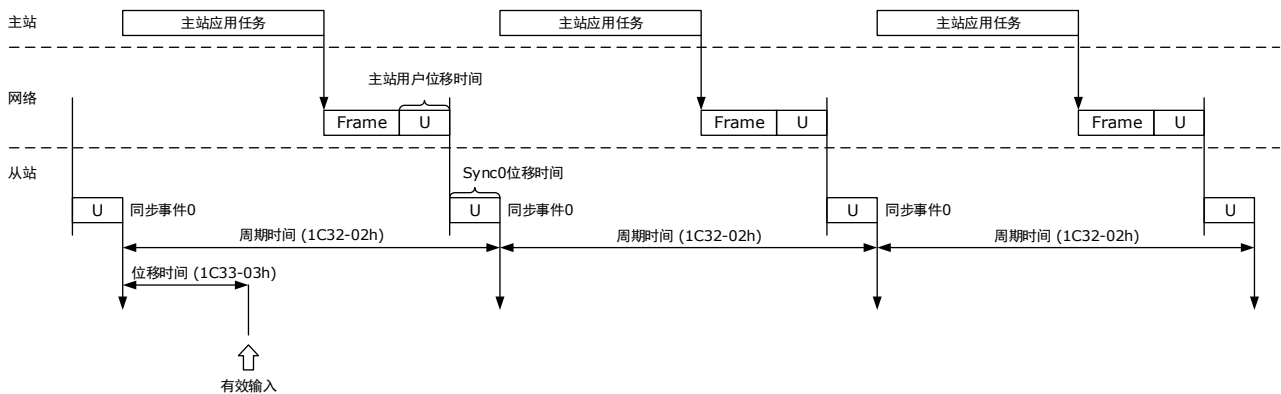 主站
主站应用任务
主站应用任务
主站应用任务
网络
主站用户位移时间
Frame
U
Frame
U
Frame
U
从站
Sync0位移时间
U
同步事件0
U
同步事件0
U
同步事件0
U
周期时间 (1C32-02h)
周期时间 (1C32-02h)
周期时间 (1C32-02h)
位移时间 (1C33-03h)
有效输入